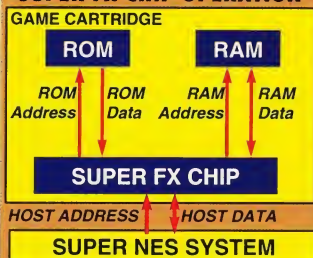 GAME CARTRIDGE
ROM RAM
ROM ROM RAM RAM
Address Data Address Data
SUPER FX CHIP
HOST ADDRESS HOST DATA
SUPER NES SYSTEM